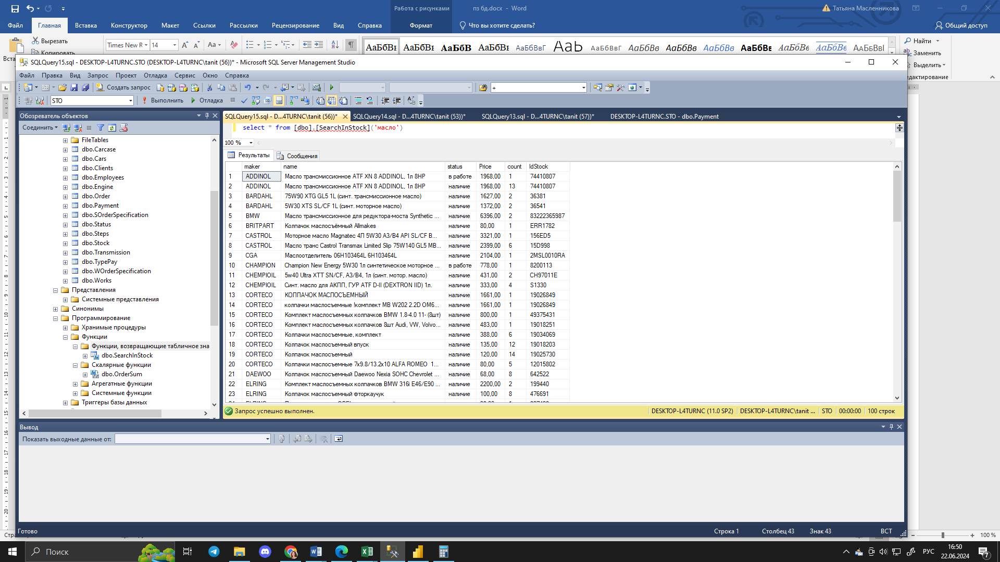 Работа с рисунками
пз бд.docx - Word
Татьяна Масленникова
Файл Главная Вставка Конструктор Макет Ссылки Рассылки Рецензирование Вид Справка Формат Что вы хотите сделать? Общий доступ
Вырезать
Копировать
Times New R 14 Aa
АаБбВ АаБбВ АаБбВ АаБбВ
Найти
Заменить
Выделить
SQLQuery15.sql - DESKTOP-L4TURNC.STO (DESKTOP-L4TURNC\tanit (56))* - Microsoft SQL Server Management Studio
Файл Правка Вид Запрос Проект Отладка Сервис Окно Справка
Создать запрос
STO Выполнить Отладка
Обозреватель объектов
Соединить
FileTables
dbo.Carcase
dbo.Cars
dbo.Clients
dbo.Employees
dbo.Engine
dbo.Order
dbo.Payment
dbo.SOrderSpecification
dbo.Status
dbo.Steps
dbo.Stock
dbo.Transmission
dbo.TypePay
dbo.WOrderSpecification
dbo.Works
Представления
Системные представления
Синонимы
Программирование
Хранимые процедуры
Функции
Функции, возвращающие табличное зна
dbo.SearchInStock
Скалярные функции
dbo.OrderSum
Агрегатные функции
Системные функции
Триггеры базы данных
SQLQuery15.sql - D...4TURNC\tanit (56))* SQLQuery14.sql - D...4TURNC\tanit (53))* SQLQuery13.sql - D...4TURNC\tanit (57))* DESKTOP-L4TURNC.STO - dbo.Payment
select * from [dbo].[SearchInStock]('масло')
100 %
Результаты Сообщения
maker name status Price count IdStock
1 ADDINOL Масло трансмиссионное ATF XN 8 ADDINOL, 1л 8HP в работе 1968,00 1 74410807
2 ADDINOL Масло трансмиссионное ATF XN 8 ADDINOL, 1л 8HP наличие 1968,00 13 74410807
3 BARDAHL 75W90 XTG GL5 1L (синт. трансмиссионное масло) наличие 1627,00 2 36381
4 BARDAHL 5W30 XTS SL/CF 1L (синт. моторное масло) наличие 1372,00 2 36541
5 BMW Масло трансмиссионное для редуктора-моста Synthetic ... наличие 6396,00 2 83222365987
6 BRITPART Колпачок маслосъёмный Allmakes наличие 80,00 1 ERR1782
7 CASTROL Моторное масло Magnatec 4Л 5W30 A3/B4 API SL/CF B... наличие 3321,00 1 156ED5
8 CASTROL Масло транс Castrol Transmax Limited Slip 75W140 GL5 MB... наличие 2399,00 6 15D998
9 CGA Маслоотделитель 06H103464L 6H103464L наличие 2104,00 1 2MSL0010RA
10 CHAMPION Champion New Energy 5W30 1л синтетическое моторное ... в работе 778,00 1 8200113
11 CHEMPIOIL 5w40 Ultra XTT SN/CF, A3/B4, 1л (синт. мотор. масло) наличие 431,00 2 CH97011E
12 CHEMPIOIL Синт. масло для АКПП, ГУР ATF D-II (DEXTRON IID) 1л. наличие 333,00 4 S1330
13 CORTECO КОЛПАЧОК МАСЛОСЪЕМНЫЙ наличие 1661,00 1 19026849
14 CORTECO колпачки маслосъемные !комплект MB W202 2.2D OM6... наличие 1661,00 1 19026849
15 CORTECO Комплект маслосъемных колпачков BMW 1.8-4.0 11- (8шт) наличие 800,00 1 49375431
16 CORTECO Комплект маслосъемных колпачков 8шт Audi, VW, Volvo... наличие 483,00 1 19018251
17 CORTECO Колпачки маслосъемные, комплект наличие 388,00 6 19034069
18 CORTECO Колпачок маслосъемный впуск наличие 135,00 12 19018203
19 CORTECO Колпачок маслосъемный наличие 120,00 14 19025730
20 CORTECO Колпачки маслосъемные 7x9.8/13.2x10 ALFA ROMEO 1... наличие 80,00 5 12015802
21 DAEWOO Колпачок маслосъемный Daewoo Nexia SOHC Chevrolet ... наличие 68,00 8 642522
22 ELRING Комплект маслосъемных колпачков BMW 316i E46/E90 ... наличие 2200,00 2 199440
23 ELRING Колпачок маслосъемный фторкаучук наличие 100,00 8 476691
Запрос успешно выполнен. DESKTOP-L4TURNC (11.0 SP2) DESKTOP-L4TURNC\tanit ... STO 00:00:00 100 строк
Вывод
Показать выходные данные от:
Готово Строка 1 Столбец 43 Знак 43 ВСТ
100 %
Поиск
РУС 16:50
22.06.2024
7